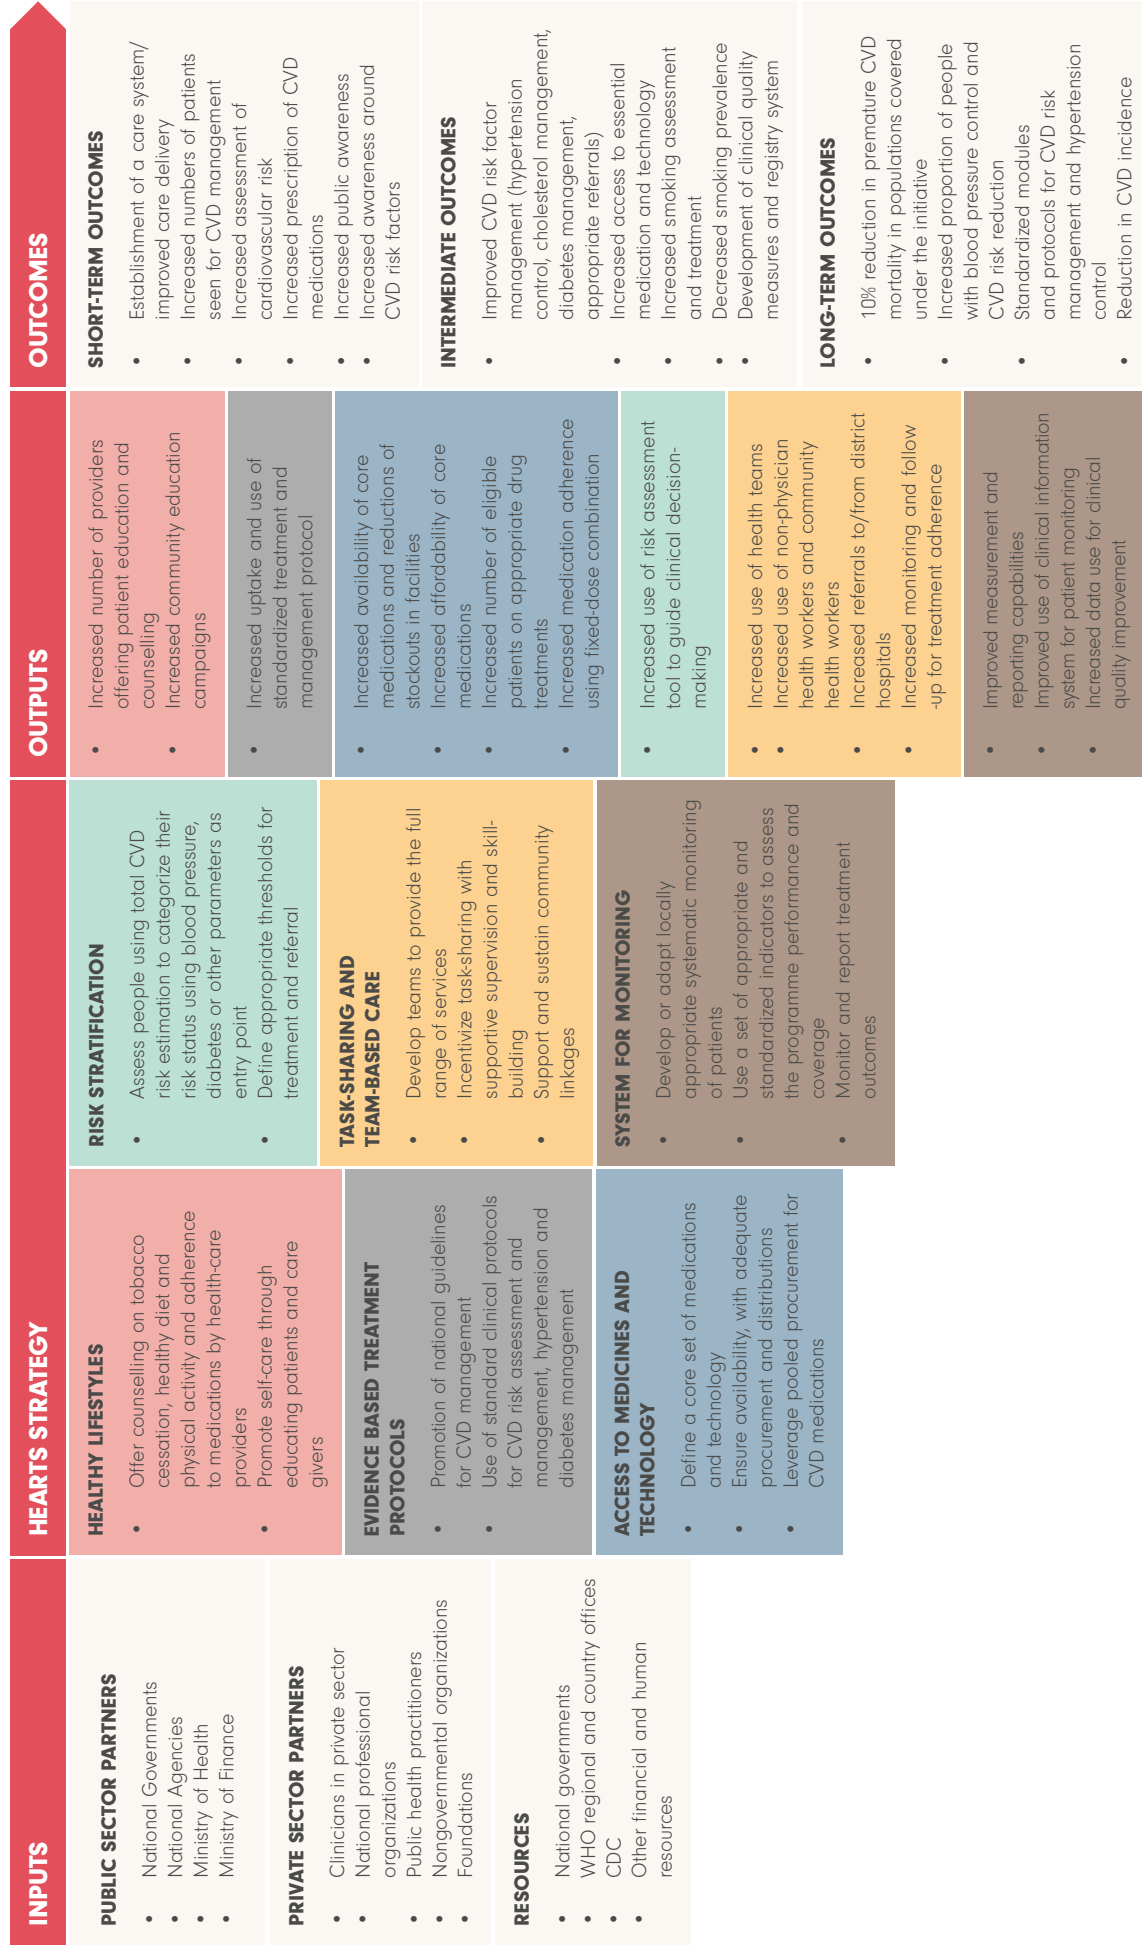 INPUTS
PUBLIC SECTOR PARTNERS
• National Governments
• National Agencies
• Ministry of Health
• Ministry of Finance
PRIVATE SECTOR PARTNERS
• Clinicians in private sector
• National professional
organizations
• Public health practitioners
• Nongovernmental organizations
• Foundations
RESOURCES
• National governments
• WHO regional and country offices
• CDC
• Other financial and human
resources
HEARTS STRATEGY
HEALTHY LIFESTYLES
• Offer counselling on tobacco
cessation, healthy diet and
physical activity and adherence
to medications by health-care
providers
• Promote self-care through
educating patients and care
givers
EVIDENCE BASED TREATMENT
PROTOCOLS
• Promotion of national guidelines
for CVD management
• Use of standard clinical protocols
for CVD risk assessment and
management, hypertension and
diabetes management
ACCESS TO MEDICINES AND
TECHNOLOGY
• Define a core set of medications
and technology
• Ensure availability, with adequate
procurement and distributions
• Leverage pooled procurement for
CVD medications
RISK STRATIFICATION
• Assess people using total CVD
risk estimation to categorize their
risk status using blood pressure,
diabetes or other parameters as
entry point
• Define appropriate thresholds for
treatment and referral
TASK-SHARING AND
TEAM-BASED CARE
• Develop teams to provide the full
range of services
• Incentivize task-sharing with
supportive supervision and skill-
building
• Support and sustain community
linkages
SYSTEM FOR MONITORING
• Develop or adapt locally
appropriate systematic monitoring
of patients
• Use a set of appropriate and
standardized indicators to assess
the programme performance and
coverage
• Monitor and report treatment
outcomes
OUTPUTS
• Increased number of providers
offering patient education and
counselling
• Increased community education
campaigns
• Increased uptake and use of
standardized treatment and
management protocol
• Increased availability of core
medications and reductions of
stockouts in facilities
• Increased affordability of core
medications
• Increased number of eligible
patients on appropriate drug
treatments
• Increased medication adherence
using fixed-dose combination
• Increased use of risk assessment
tool to guide clinical decision-
making
• Increased use of health teams
• Increased use of non-physician
health workers and community
health workers
• Increased referrals to/from district
hospitals
• Increased monitoring and follow
-up for treatment adherence
• Improved measurement and
reporting capabilities
• Improved use of clinical information
system for patient monitoring
• Increased data use for clinical
quality improvement
OUTCOMES
SHORT-TERM OUTCOMES
• Establishment of a care system/
improved care delivery
• Increased numbers of patients
seen for CVD management
• Increased assessment of
cardiovascular risk
• Increased prescription of CVD
medications
• Increased public awareness
• Increased awareness around
CVD risk factors
INTERMEDIATE OUTCOMES
• Improved CVD risk factor
management (hypertension
control, cholesterol management,
diabetes management,
appropriate referrals)
• Increased access to essential
medication and technology
• Increased smoking assessment
and treatment
• Decreased smoking prevalence
• Development of clinical quality
measures and registry system
LONG-TERM OUTCOMES
• 10% reduction in premature CVD
mortality in populations covered
under the initiative
• Increased proportion of people
with blood pressure control and
CVD risk reduction
• Standardized modules
and protocols for CVD risk
management and hypertension
control
• Reduction in CVD incidence